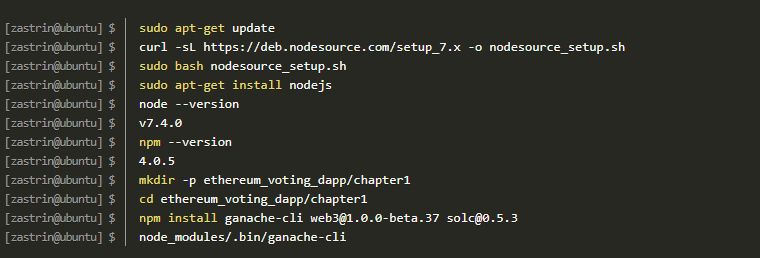 [zastrin@ubuntu] $ sudo apt-get update
[zastrin@ubuntu] $ curl -sL https://deb.nodesource.com/setup_7.x -o nodesource_setup.sh
[zastrin@ubuntu] $ sudo bash nodesource_setup.sh
[zastrin@ubuntu] $ sudo apt-get install nodejs
[zastrin@ubuntu] $ node --version
[zastrin@ubuntu] $ v7.4.0
[zastrin@ubuntu] $ npm --version
[zastrin@ubuntu] $ 4.0.5
[zastrin@ubuntu] $ mkdir -p ethereum_voting_dapp/chapter1
[zastrin@ubuntu] $ cd ethereum_voting_dapp/chapter1
[zastrin@ubuntu] $ npm install ganache-cli web3@1.0.0-beta.37 solc@0.5.3
[zastrin@ubuntu] $ node_modules/.bin/ganache-cli